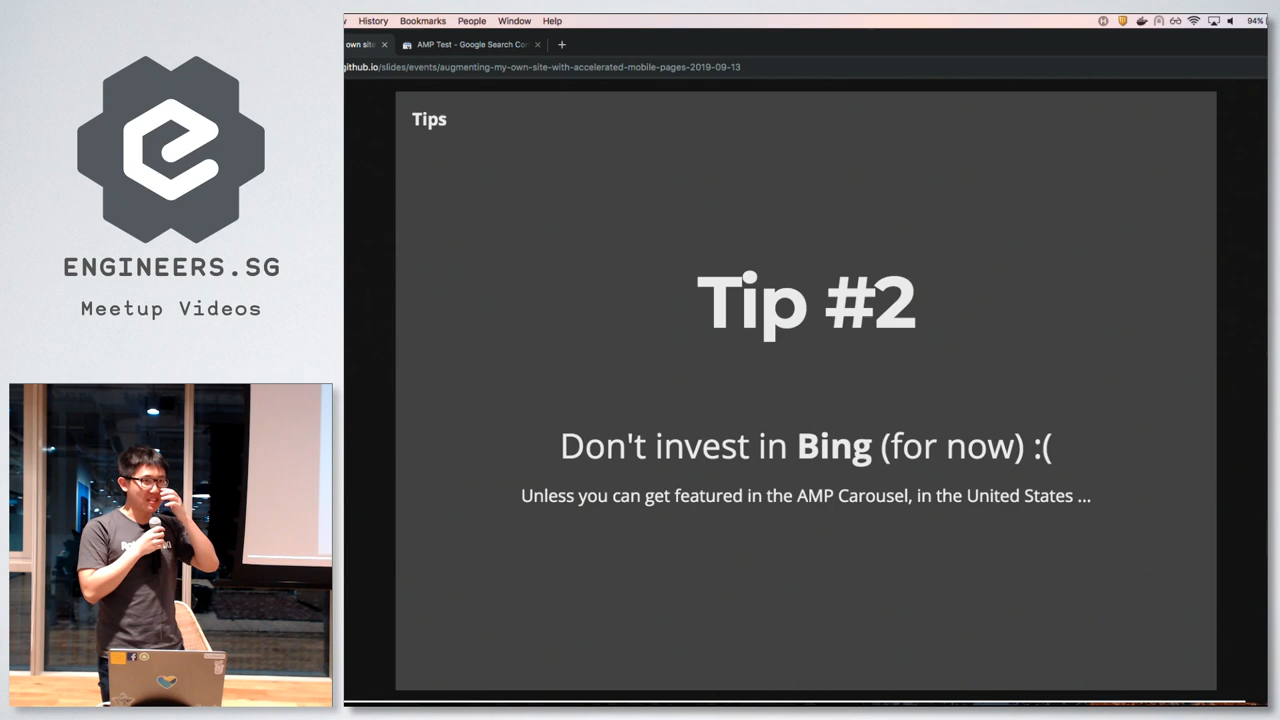 ENGINEERS.SG
Meetup Videos
History Bookmarks People Window Help
94%
own site
AMP Test - Google Search Co
github.io/slides/events/augmenting-my-own-site-with-accelerated-mobile-pages-2019-09-13
Tips
Tip #2
Don't invest in Bing (for now) :(
Unless you can get featured in the AMP Carousel, in the United States ...